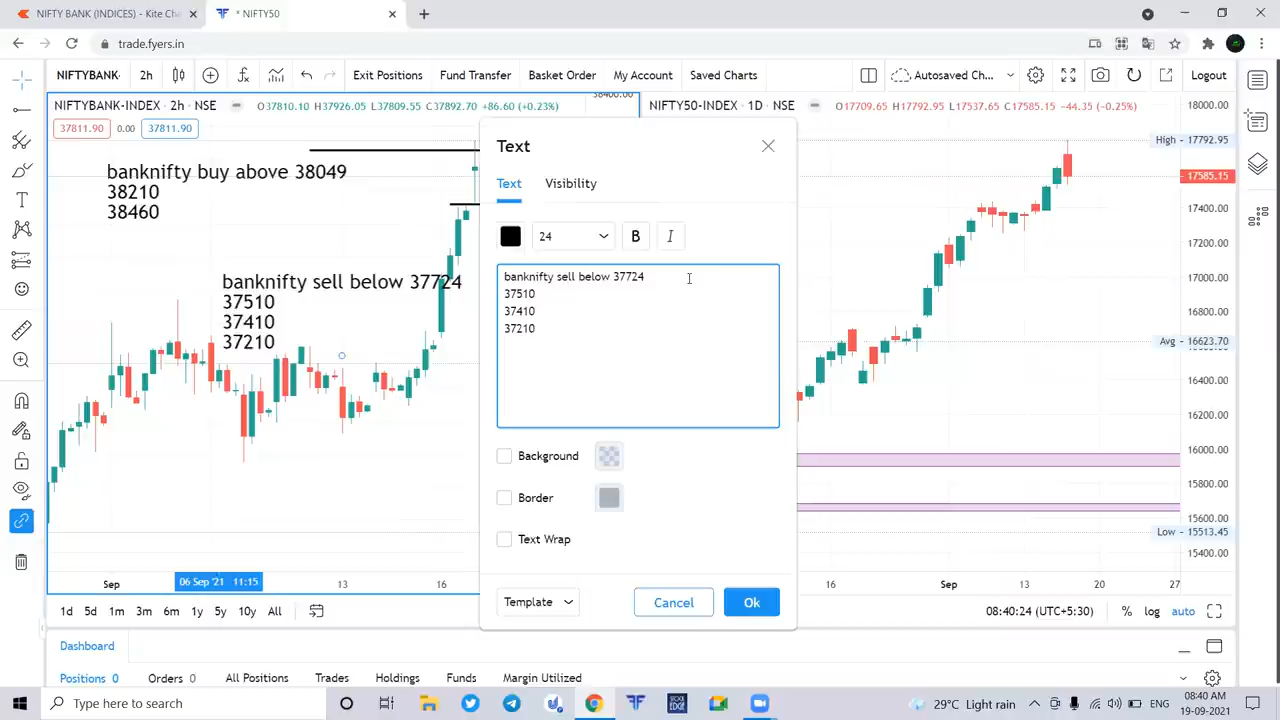 NIFTY BANK (INDICES) - Kite Cha
* NIFTY50
trade.fyers.in
NIFTYBANK-
2h
Exit Positions
Fund Transfer
Basket Order
My Account
Saved Charts
Autosaved Ch...
Logout
NIFTYBANK-INDEX • 2h • NSE
O37810.10 H37926.05 L37809.55 C37892.70 +86.60 (+0.23%)
38400.00
NIFTY50-INDEX • 1D • NSE
O17709.65 H17792.95 L17537.65 C17585.15 -44.35 (-0.25%)
18000.00
37811.90
0.00
37811.90
High - 17792.95
17585.15
17400.00
17200.00
17000.00
16800.00
Avg - 16623.70
16400.00
16200.00
16000.00
15800.00
15600.00
Low - 15513.45
15400.00
banknifty buy above 38049
38210
38460
banknifty sell below 37724
37510
37410
37210
Text
Text
Visibility
24
B
I
banknifty sell below 37724
37510
37410
37210
Background
Border
Text Wrap
Template
Cancel
Ok
Sep
06 Sep '21 11:15
13
16
16
Sep
13
20
27
1d
5d
1m
3m
6m
1y
5y
10y
All
08:40:24 (UTC+5:30)
%
log
auto
Dashboard
Positions 0
Orders 0
All Positions
Trades
Holdings
Funds
Margin Utilized
Type here to search
29°C Light rain
ENG
08:40 AM
19-09-2021